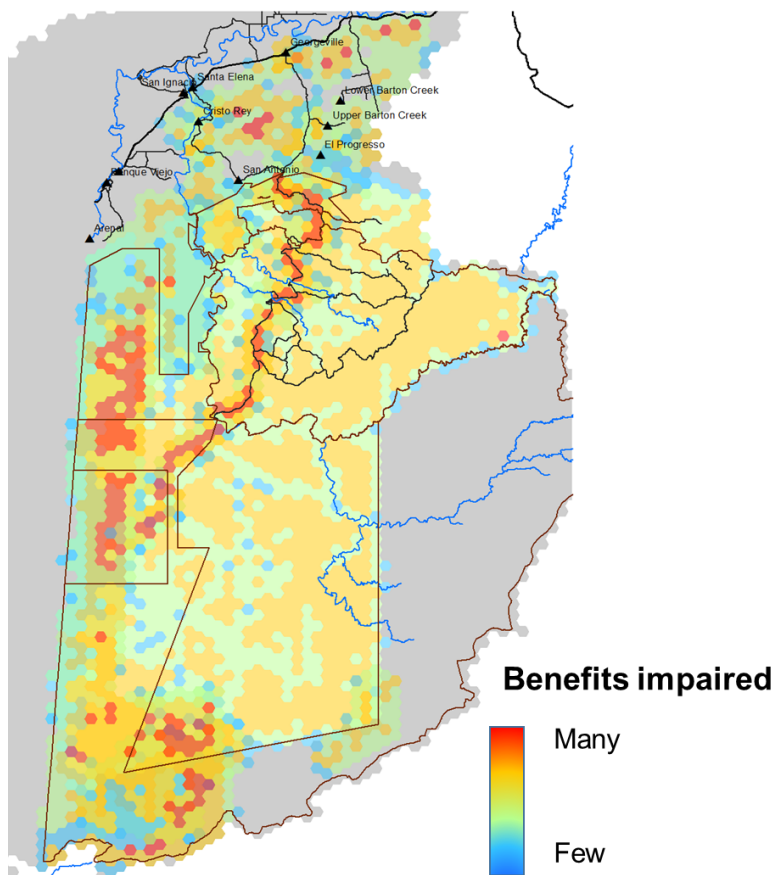 Georgeville
Santa Elena
San Ignacio
Lower Barton Creek
Cristo Rey
Upper Barton Creek
El Progresso
San Antonio
Benque Viejo
Arenal
Benefits impaired
Many
Few